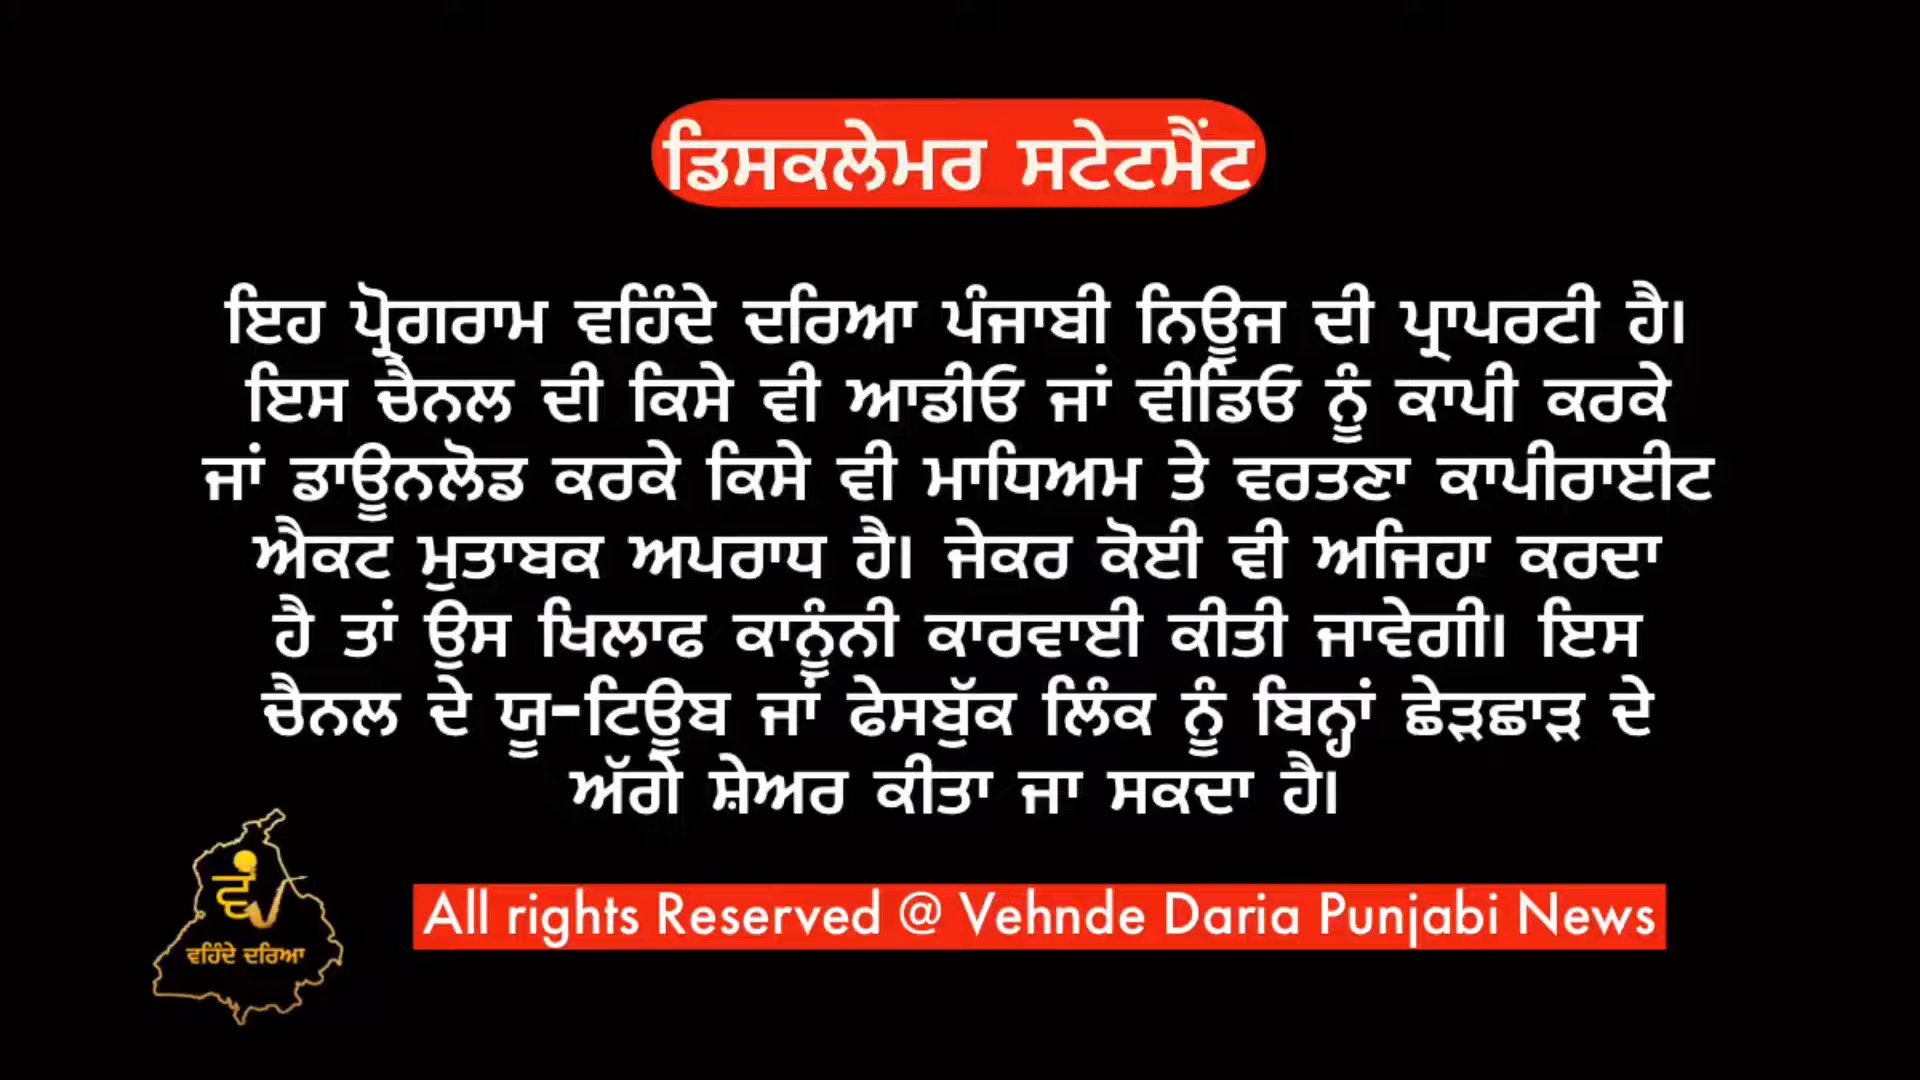 ਡਿਸਕਲੇਮਰ ਸਟੇਟਮੈਂਟ
ਇਹ ਪ੍ਰੋਗਰਾਮ ਵਹਿੰਦੇ ਦਰਿਆ ਪੰਜਾਬੀ ਨਿਊਜ ਦੀ ਪ੍ਰਾਪਰਟੀ ਹੈ।
ਇਸ ਚੈਨਲ ਦੀ ਕਿਸੇ ਵੀ ਆਡੀਓ ਜਾਂ ਵੀਡਿਓ ਨੂੰ ਕਾਪੀ ਕਰਕੇ
ਜਾਂ ਡਾਊਨਲੋਡ ਕਰਕੇ ਕਿਸੇ ਵੀ ਮਾਧਿਅਮ ਤੇ ਵਰਤਣਾ ਕਾਪੀਰਾਈਟ
ਐਕਟ ਮੁਤਾਬਕ ਅਪਰਾਧ ਹੈ। ਜੇਕਰ ਕੋਈ ਵੀ ਅਜਿਹਾ ਕਰਦਾ
ਹੈ ਤਾਂ ਉਸ ਖਿਲਾਫ ਕਾਨੂੰਨੀ ਕਾਰਵਾਈ ਕੀਤੀ ਜਾਵੇਗੀ। ਇਸ
ਚੈਨਲ ਦੇ ਯੂ-ਟਿਊਬ ਜਾਂ ਫੇਸਬੁੱਕ ਲਿੰਕ ਨੂੰ ਬਿਨ੍ਹਾਂ ਛੇੜਛਾੜ ਦੇ
ਅੱਗੇ ਸ਼ੇਅਰ ਕੀਤਾ ਜਾ ਸਕਦਾ ਹੈ।
ਵਹਿੰਦੇ ਦਰਿਆ
All rights Reserved @ Vehnde Daria Punjabi News